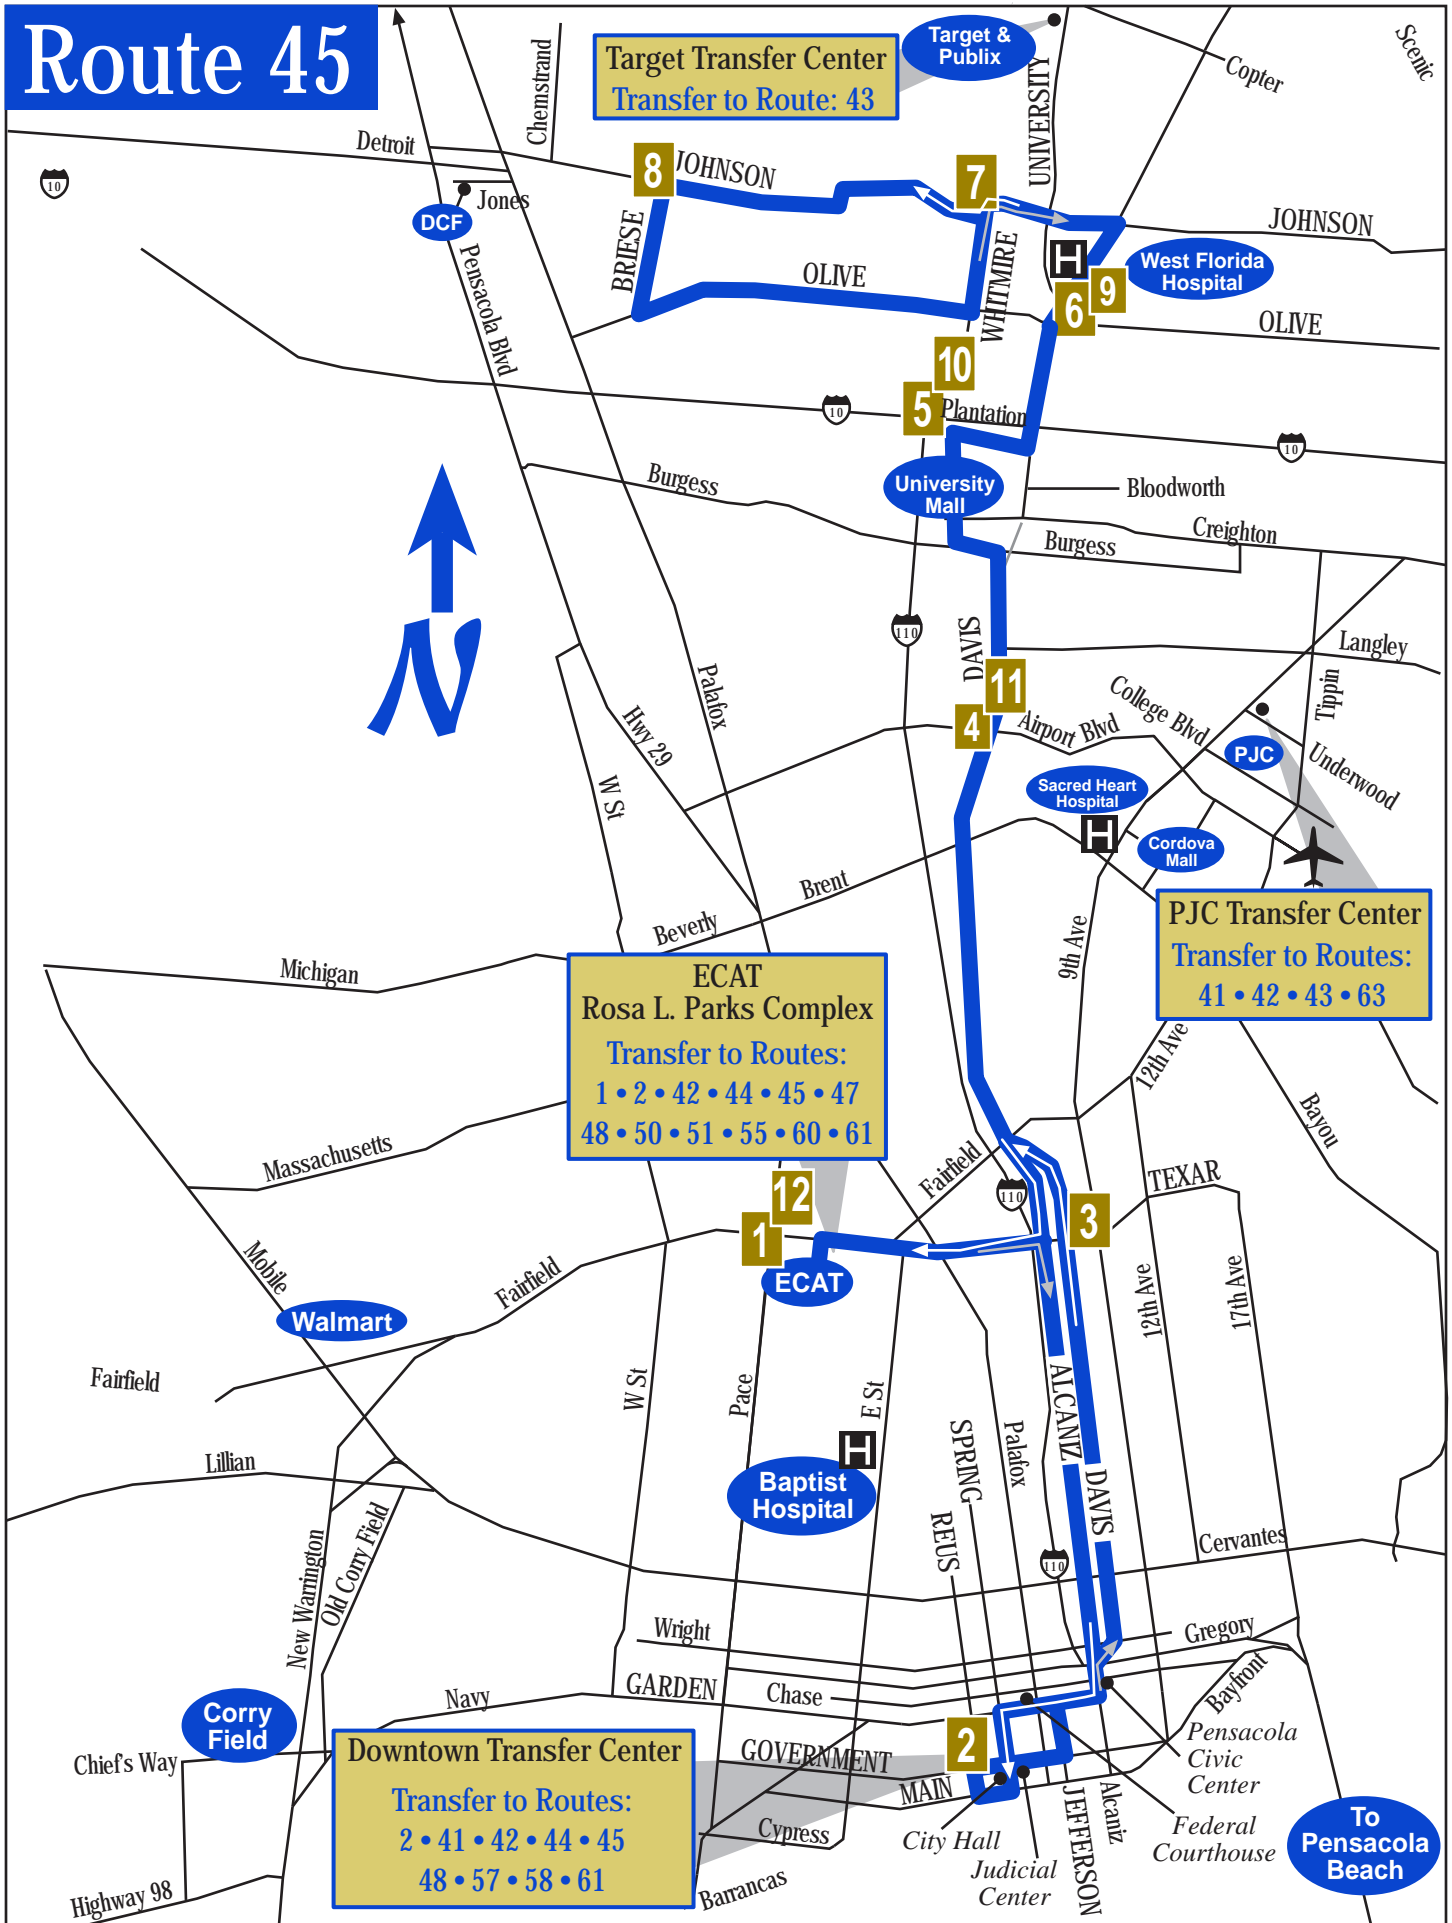 Route 45
Target Transfer Center
Transfer to Route: 43
Target &
Publix
UNIVERSITY
Copter
Scenic
Chemstrand
Detroit
10
Jones
DCF
8
JOHNSON
7
JOHNSON
H
West Florida
Hospital
BRIESE
OLIVE
WHITMIRE
9
6
OLIVE
Pensacola Blvd
10
5
Plantation
10
10
University
Mall
Burgess
Bloodworth
Creighton
Burgess
N
110
DAVIS
Langley
11
4
Airport Blvd
College Blvd
Tippin
PJC
Underwood
Palafox
Hwy 29
W St
Sacred Heart
Hospital
H
Cordova
Mall
Brent
Beverly
9th Ave
PJC Transfer Center
Transfer to Routes:
41 • 42 • 43 • 63
Michigan
ECAT
Rosa L. Parks Complex
Transfer to Routes:
1 • 2 • 42 • 44 • 45 • 47
48 • 50 • 51 • 55 • 60 • 61
12th Ave
Bayou
Massachusetts
Fairfield
TEXAR
110
12
1
3
ECAT
Mobile
Fairfield
Walmart
12th Ave
17th Ave
Fairfield
W St
Pace
E St
ALCANIZ
H
SPRING
Palafox
Lillian
Baptist
Hospital
DAVIS
REUS
Cervantes
110
New Warrington
Old Corry Field
Wright
Gregory
GARDEN
Chase
Navy
Bayfront
Corry
Field
2
Pensacola
Civic
Center
Chief's Way
Downtown Transfer Center
Transfer to Routes:
2 • 41 • 42 • 44 • 45
48 • 57 • 58 • 61
GOVERNMENT
MAIN
Cypress
City Hall
Judicial
Center
JEFFERSON
Alcaniz
Federal
Courthouse
To
Pensacola
Beach
Highway 98
Barrancas